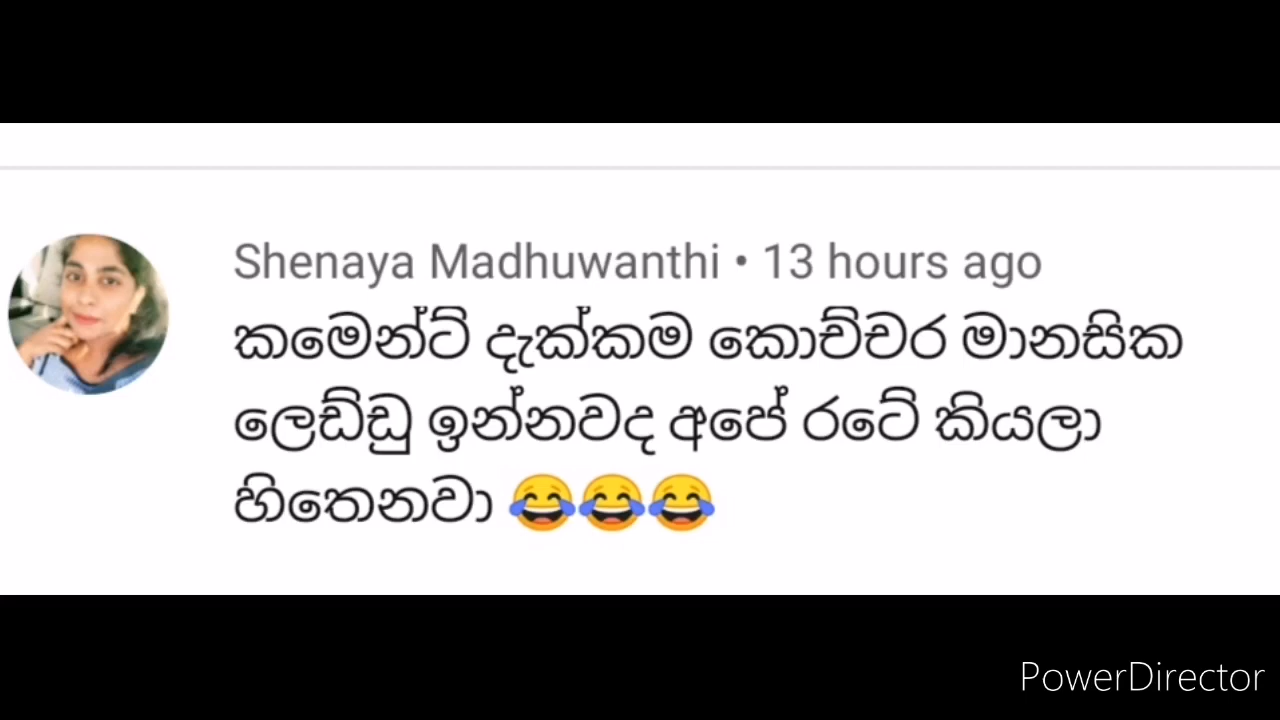 Shenaya Madhuwanthi • 13 hours ago
කමෙන්ට් දැක්කම කොච්චර මානසික
ලෙඩ්ඩු ඉන්නවද අපේ රටේ කියලා
හිතෙනවා 😂😂😂
PowerDirector